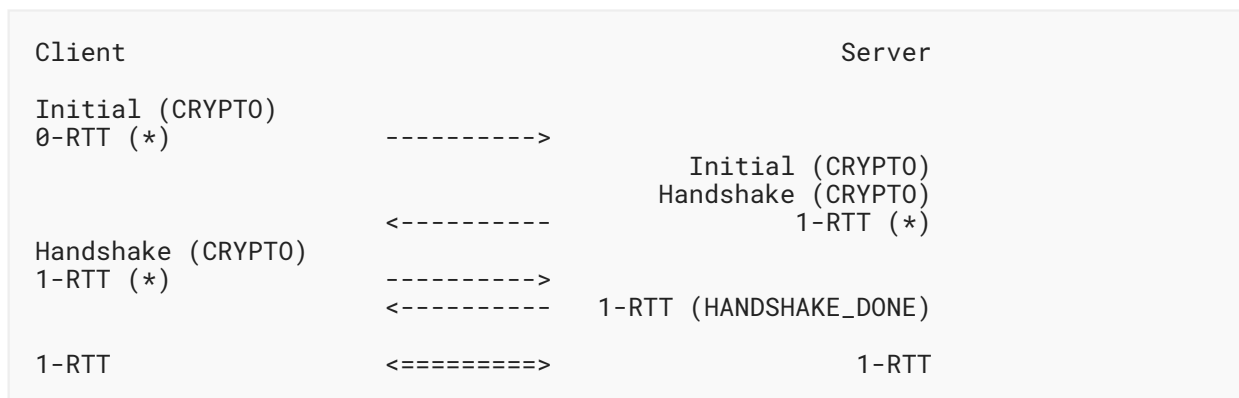 Client                                               Server

Initial (CRYPTO)
0-RTT (*)              ---------->
                                           Initial (CRYPTO)
                                         Handshake (CRYPTO)
                       <----------                1-RTT (*)
Handshake (CRYPTO)
1-RTT (*)              ---------->
                       <----------   1-RTT (HANDSHAKE_DONE)

1-RTT                  <=========>                    1-RTT